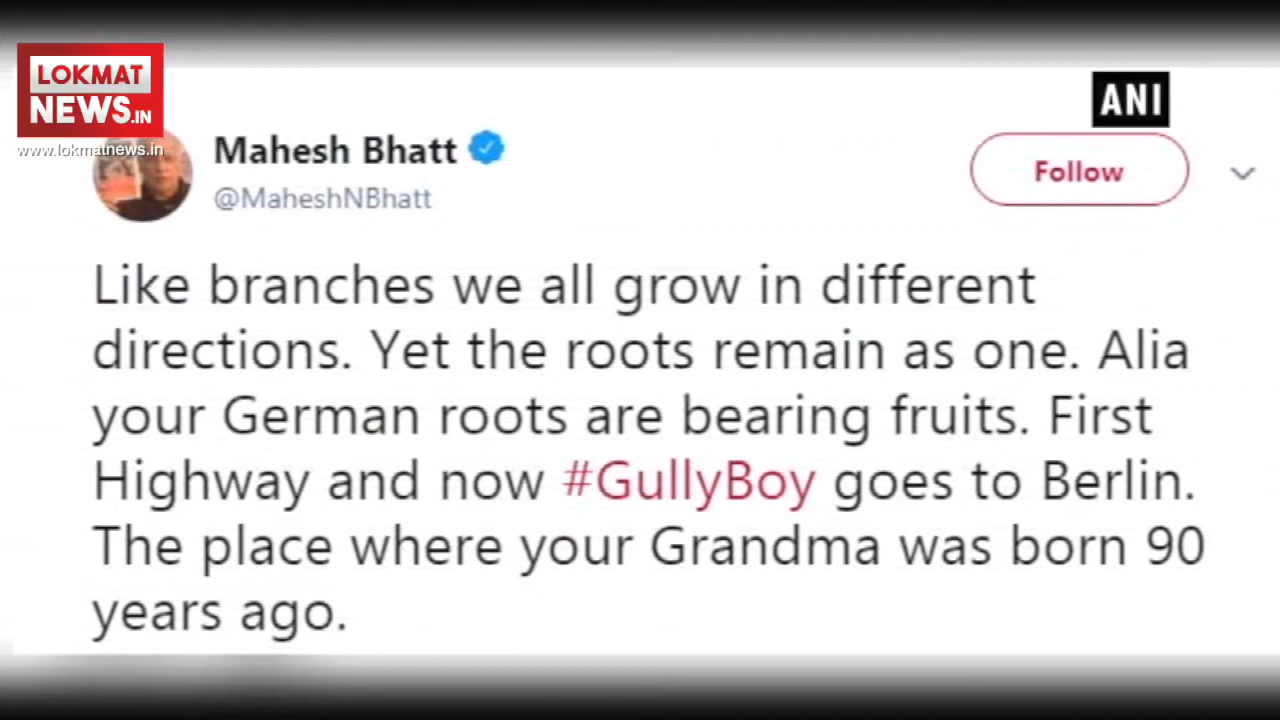 LOKMAT
NEWS.IN
www.lokmatnews.in
ANI
Mahesh Bhatt
@MaheshNBhatt
Follow
Like branches we all grow in different
directions. Yet the roots remain as one. Alia
your German roots are bearing fruits. First
Highway and now #GullyBoy goes to Berlin.
The place where your Grandma was born 90
years ago.